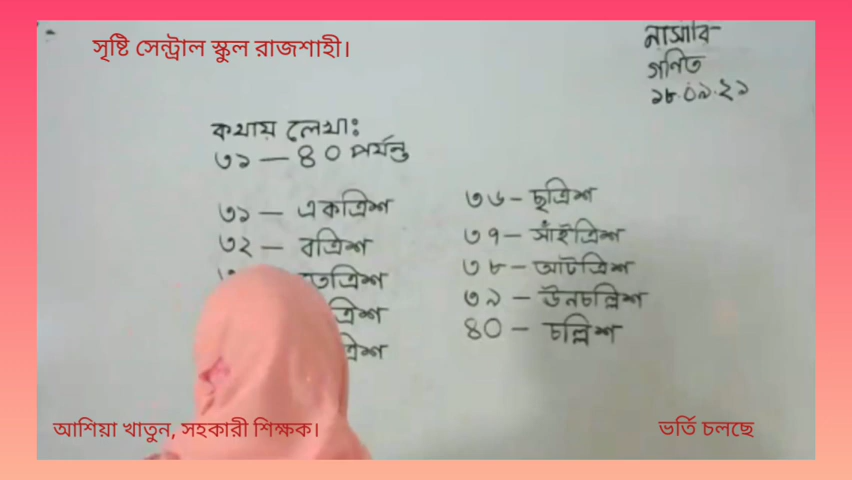 সৃষ্টি সেন্ট্রাল স্কুল রাজশাহী।
নাসারি
গণিত
১৮.০৯.২১
কথায় লেখাঃ
৩১ — ৪০ পর্যন্ত
৩১ — একত্রিশ
৩২ — বত্রিশ
ত্রিশ
ত্রিশ
৩৬ — ছত্রিশ
৩৭ — সাঁইত্রিশ
৩৮ — আটত্রিশ
৩৯ — উনচল্লিশ
৪০ — চল্লিশ
আশিয়া খাতুন, সহকারী শিক্ষক।
ভর্তি চলছে